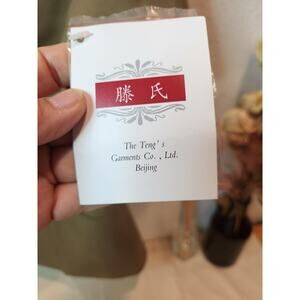 滕氏
The Teng's
Garments Co., Ltd.
Beijing